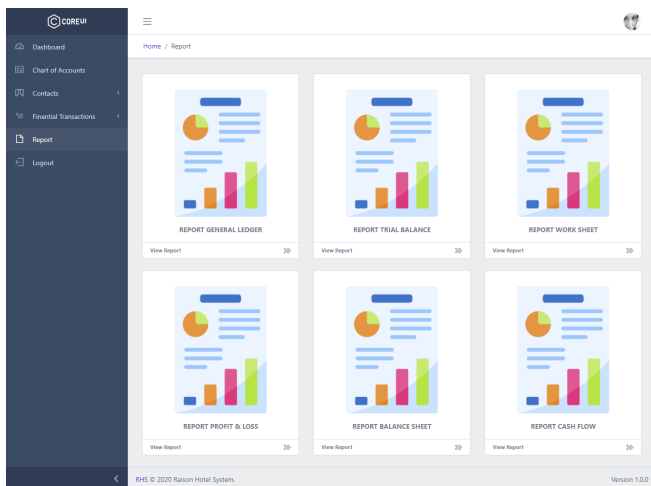 COREUI
Dashboard
Chart of Accounts
Contacts
Finantial Transactions
Report
Logout
Home / Report
REPORT GENERAL LEDGER
View Report
REPORT TRIAL BALANCE
View Report
REPORT WORK SHEET
View Report
REPORT PROFIT & LOSS
View Report
REPORT BALANCE SHEET
View Report
REPORT CASH FLOW
View Report
RHS © 2020 Raison Hotel System.
Version 1.0.0